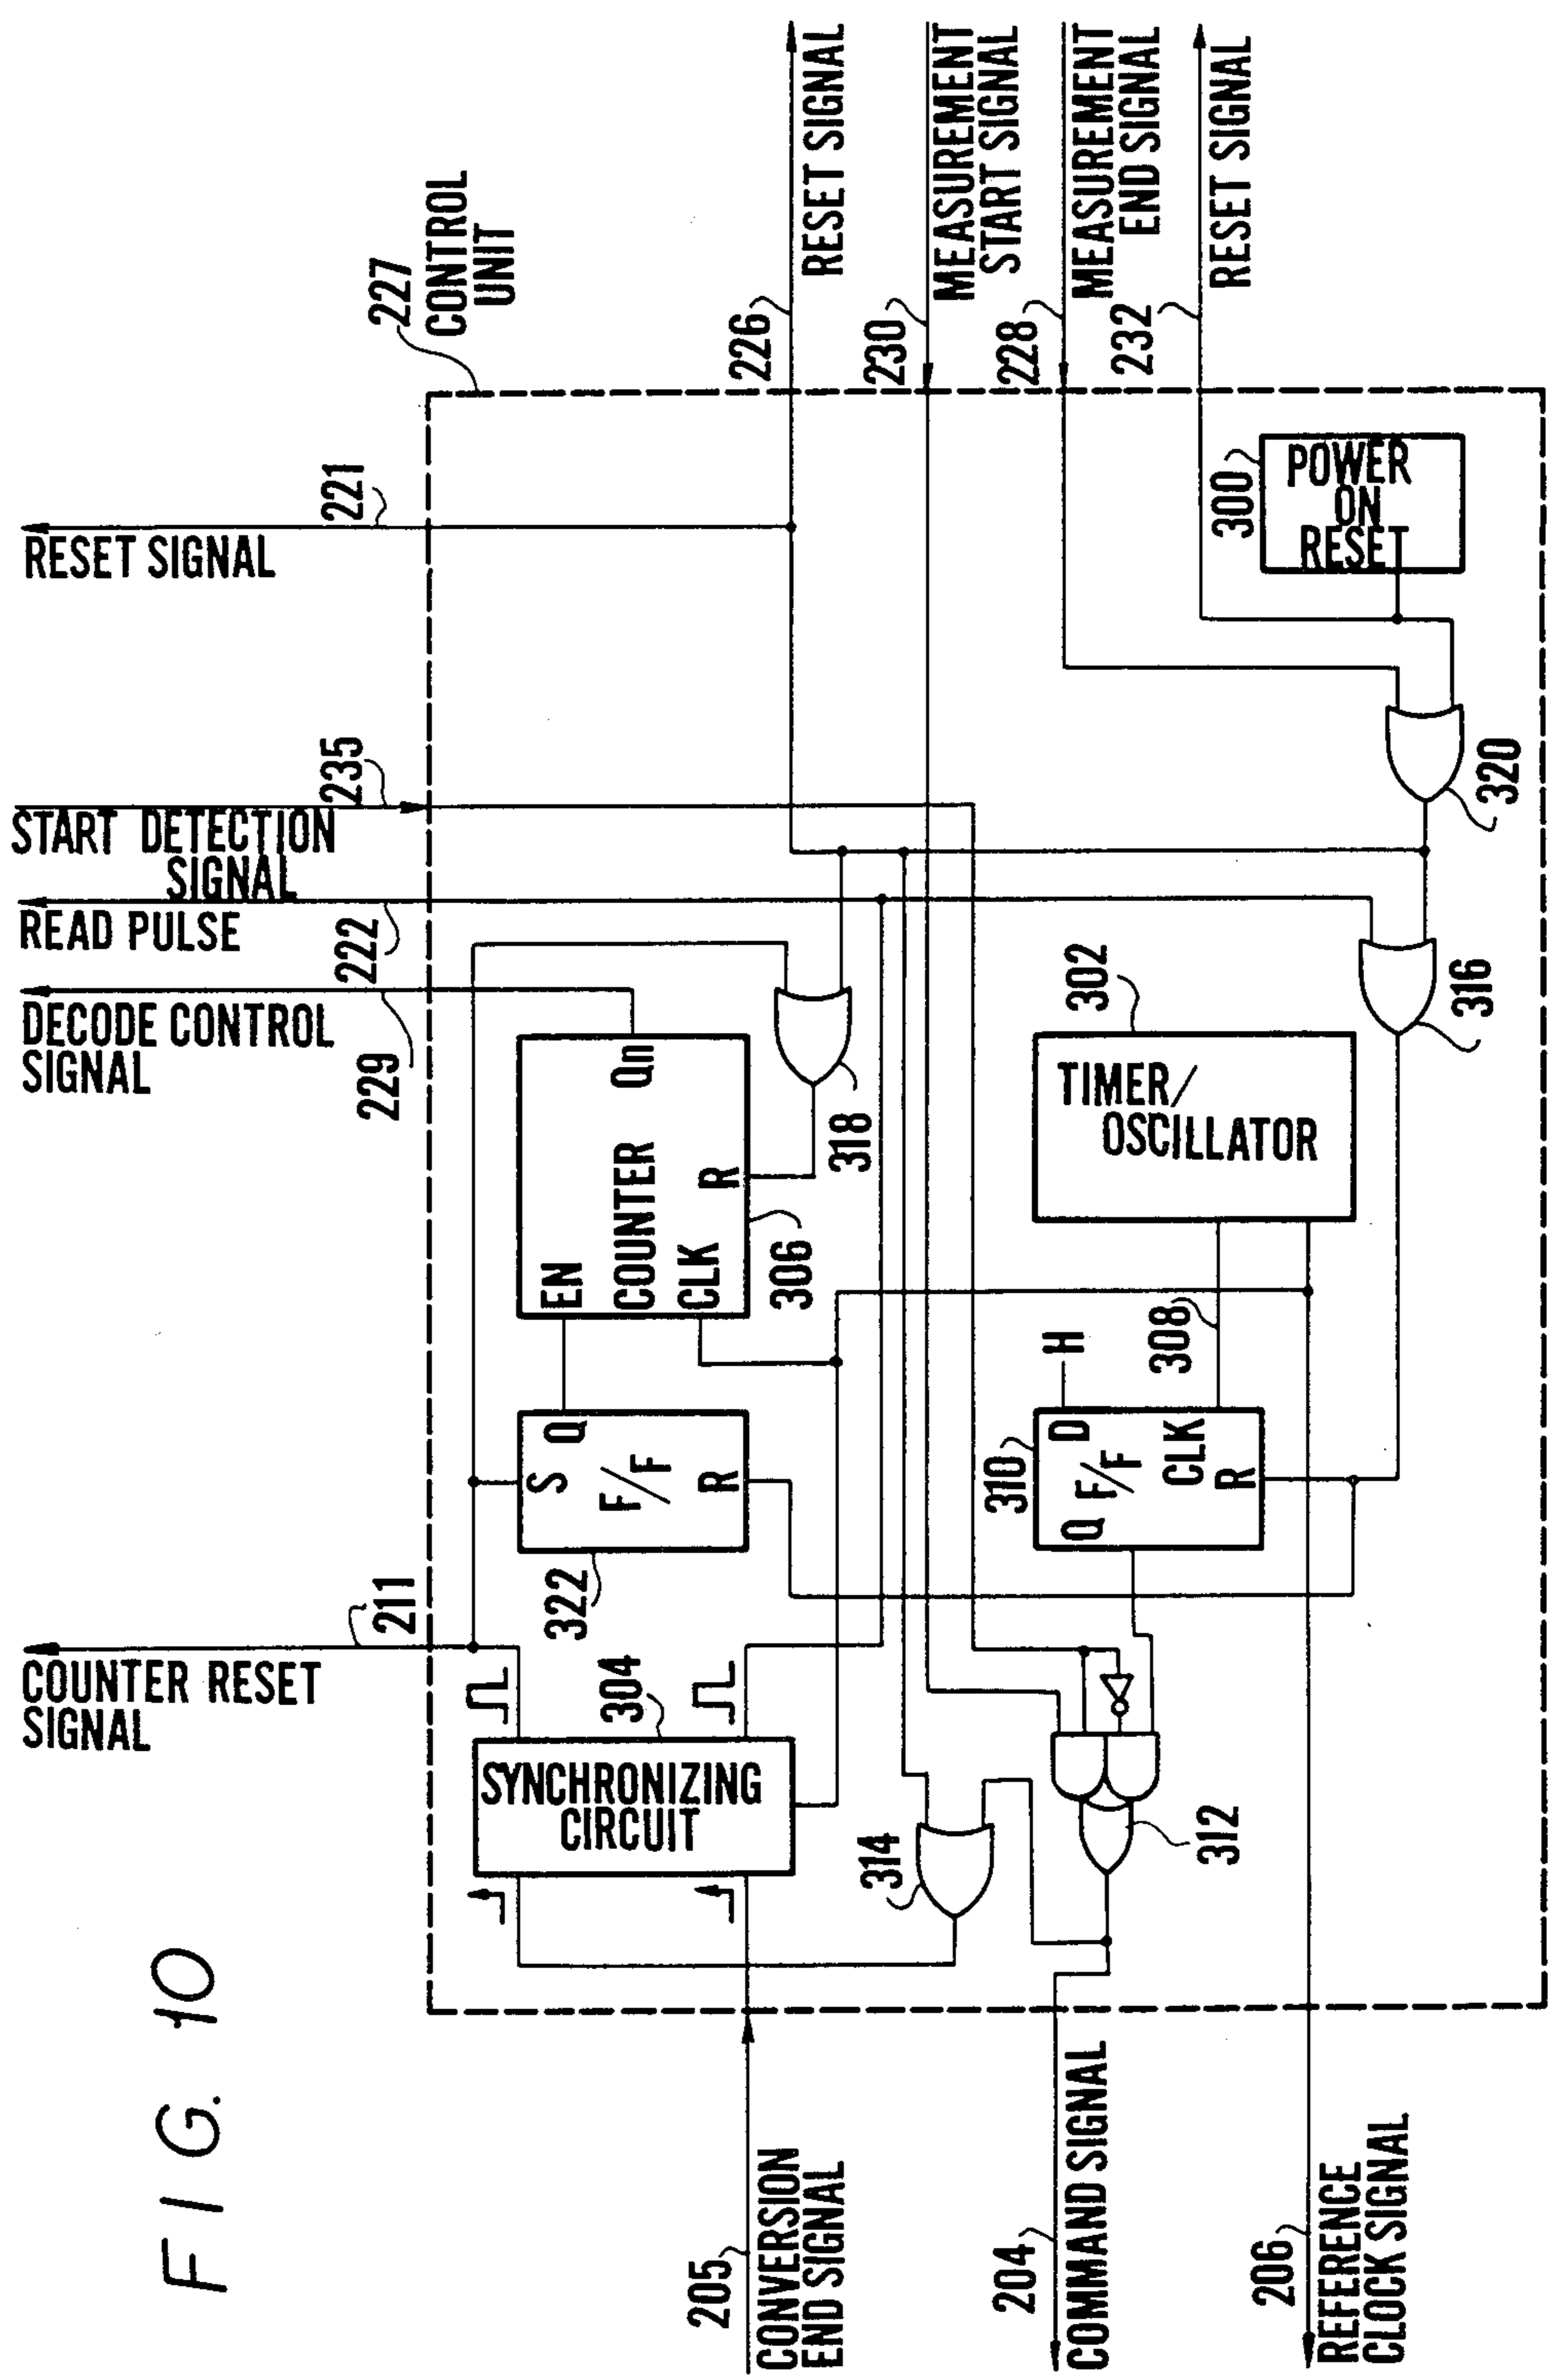 FIG. 10
COUNTER RESET
SIGNAL
211
DECODE CONTROL
SIGNAL
229
READ PULSE
222
START DETECTION
SIGNAL
235
RESET SIGNAL
221
227
CONTROL
UNIT
205
CONVERSION
END SIGNAL
204
COMMAND SIGNAL
206
REFERENCE
CLOCK SIGNAL
SYNCHRONIZING
CIRCUIT
304
322
S
Q
F/F
R
EN
COUNTER
CLK
R
Qn
306
318
314
312
310
Q
D
F/F
CLK
R
H
308
TIMER/
OSCILLATOR
302
316
320
300
POWER
ON
RESET
226
RESET SIGNAL
230
MEASUREMENT
START SIGNAL
228
MEASUREMENT
END SIGNAL
232
RESET SIGNAL